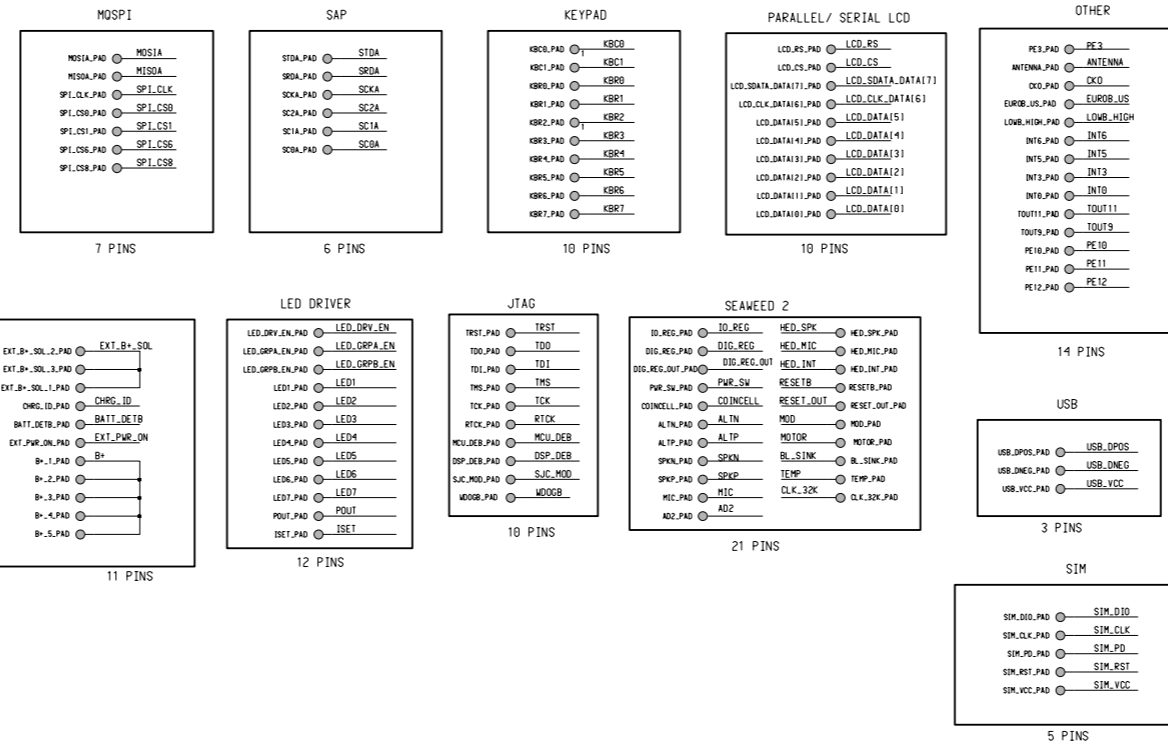 MQSPI
MOSIA_PAD MOSIA
MISOA_PAD MISOA
SPI_CLK_PAD SPI_CLK
SPI_CS0_PAD SPI_CS0
SPI_CS1_PAD SPI_CS1
SPI_CS6_PAD SPI_CS6
SPI_CS8_PAD SPI_CS8
7 PINS
SAP
STDA_PAD STDA
SRDA_PAD SRDA
SCKA_PAD SCKA
SC2A_PAD SC2A
SC1A_PAD SC1A
SC0A_PAD SC0A
6 PINS
KEYPAD
KBC0_PAD 1 KBC0
KBC1_PAD KBC1
KBR0_PAD KBR0
KBR1_PAD KBR1
KBR2_PAD 1 KBR2
KBR3_PAD KBR3
KBR4_PAD KBR4
KBR5_PAD KBR5
KBR6_PAD KBR6
KBR7_PAD KBR7
10 PINS
PARALLEL/ SERIAL LCD
LCD_RS_PAD LCD_RS
LCD_CS_PAD LCD_CS
LCD_SDATA_DATA[7]_PAD LCD_SDATA_DATA[7]
LCD_CLK_DATA[6]_PAD LCD_CLK_DATA[6]
LCD_DATA[5]_PAD LCD_DATA[5]
LCD_DATA[4]_PAD LCD_DATA[4]
LCD_DATA[3]_PAD LCD_DATA[3]
LCD_DATA[2]_PAD LCD_DATA[2]
LCD_DATA[1]_PAD LCD_DATA[1]
LCD_DATA[0]_PAD LCD_DATA[0]
10 PINS
OTHER
PE3_PAD PE3
ANTENNA_PAD ANTENNA
CKO_PAD CKO
EUROB_US_PAD EUROB_US
LOWB_HIGH_PAD LOWB_HIGH
INT6_PAD INT6
INT5_PAD INT5
INT3_PAD INT3
INT0_PAD INT0
TOUT11_PAD TOUT11
TOUT9_PAD TOUT9
PE10_PAD PE10
PE11_PAD PE11
PE12_PAD PE12
14 PINS
EXT_B+_SOL_2_PAD EXT_B+_SOL
EXT_B+_SOL_3_PAD
EXT_B+_SOL_1_PAD
CHRG_ID_PAD CHRG_ID
BATT_DETB_PAD BATT_DETB
EXT_PWR_ON_PAD EXT_PWR_ON
B+_1_PAD B+
B+_2_PAD
B+_3_PAD
B+_4_PAD
B+_5_PAD
11 PINS
LED DRIVER
LED_DRV_EN_PAD LED_DRV_EN
LED_GRPA_EN_PAD LED_GRPA_EN
LED_GRPB_EN_PAD LED_GRPB_EN
LED1_PAD LED1
LED2_PAD LED2
LED3_PAD LED3
LED4_PAD LED4
LED5_PAD LED5
LED6_PAD LED6
LED7_PAD LED7
POUT_PAD POUT
ISET_PAD ISET
12 PINS
JTAG
TRST_PAD TRST
TDO_PAD TDO
TDI_PAD TDI
TMS_PAD TMS
TCK_PAD TCK
RTCK_PAD RTCK
MCU_DEB_PAD MCU_DEB
DSP_DEB_PAD DSP_DEB
SJC_MOD_PAD SJC_MOD
WDOGB_PAD WDOGB
10 PINS
SEAWEED 2
IO_REG_PAD IO_REG HED_SPK HED_SPK_PAD
DIG_REG_PAD DIG_REG HED_MIC HED_MIC_PAD
DIG_REG_OUT_PAD DIG_REG_OUT HED_INT HED_INT_PAD
PWR_SW_PAD PWR_SW RESETB RESETB_PAD
COINCELL_PAD COINCELL RESET_OUT RESET_OUT_PAD
ALTN_PAD ALTN MOD MOD_PAD
ALTP_PAD ALTP MOTOR MOTOR_PAD
SPKN_PAD SPKN BL_SINK BL_SINK_PAD
SPKP_PAD SPKP TEMP TEMP_PAD
MIC_PAD MIC CLK_32K CLK_32K_PAD
AD2_PAD AD2
21 PINS
USB
USB_DPOS_PAD USB_DPOS
USB_DNEG_PAD USB_DNEG
USB_VCC_PAD USB_VCC
3 PINS
SIM
SIM_DIO_PAD SIM_DIO
SIM_CLK_PAD SIM_CLK
SIM_PD_PAD SIM_PD
SIM_RST_PAD SIM_RST
SIM_VCC_PAD SIM_VCC
5 PINS